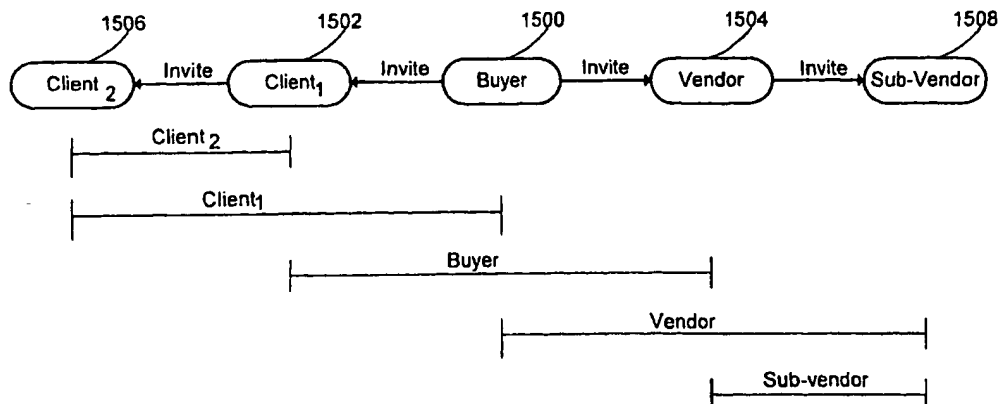 1506 1502 1500 1504 1508
Client 2 Invite Client1 Invite Buyer Invite Vendor Invite Sub-Vendor
Client 2
Client1
Buyer
Vendor
Sub-vendor